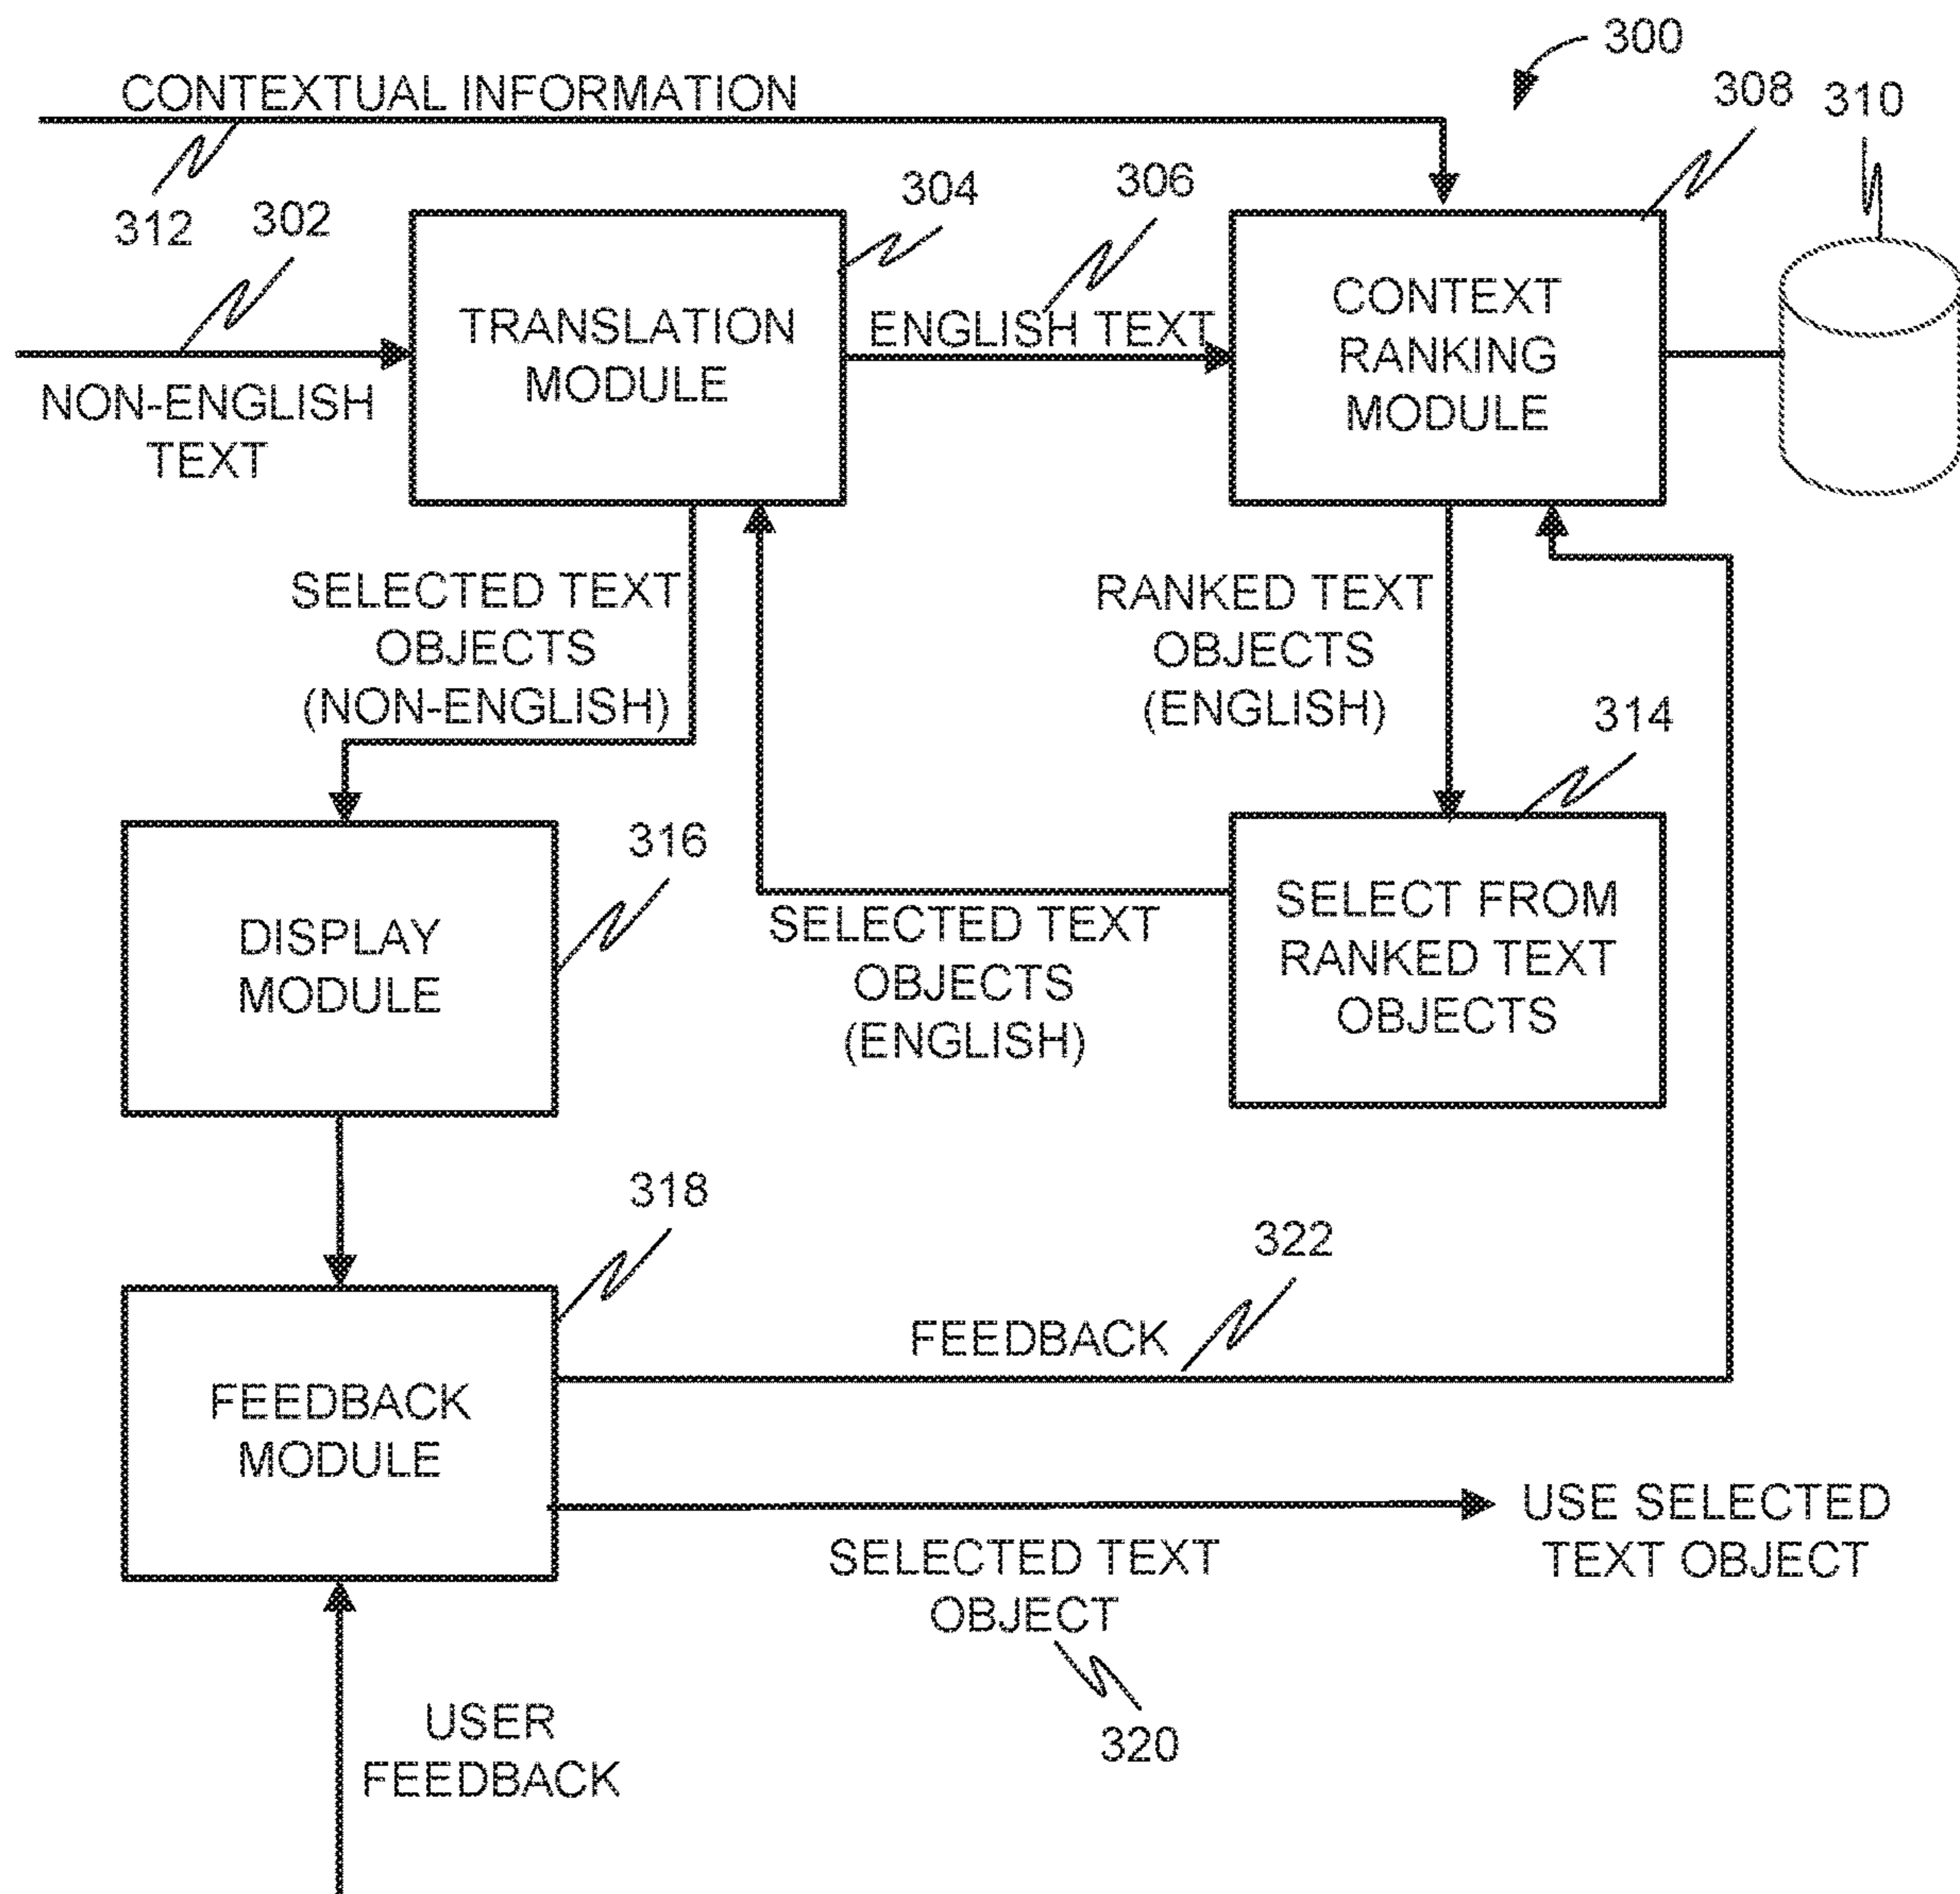 300
CONTEXTUAL INFORMATION
308
310
312
302
304
306
TRANSLATION
MODULE
ENGLISH TEXT
CONTEXT
RANKING
MODULE
NON-ENGLISH
TEXT
SELECTED TEXT
OBJECTS
(NON-ENGLISH)
RANKED TEXT
OBJECTS
(ENGLISH)
314
316
DISPLAY
MODULE
SELECTED TEXT
OBJECTS
(ENGLISH)
SELECT FROM
RANKED TEXT
OBJECTS
318
322
FEEDBACK
FEEDBACK
MODULE
USE SELECTED
TEXT OBJECT
SELECTED TEXT
OBJECT
320
USER
FEEDBACK